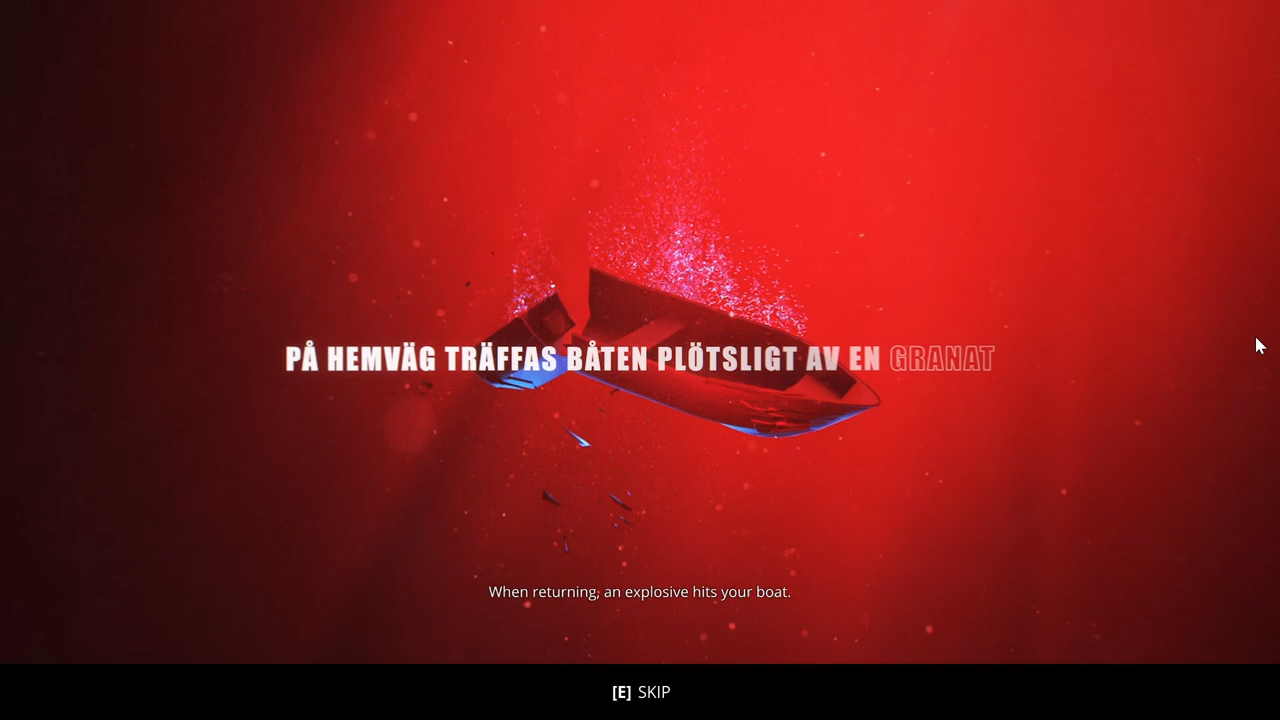 PÅ HEMVÄG TRÄFFAS BÅTEN PLÖTSLIGT AV EN GRANAT
When returning, an explosive hits your boat.
[E] SKIP